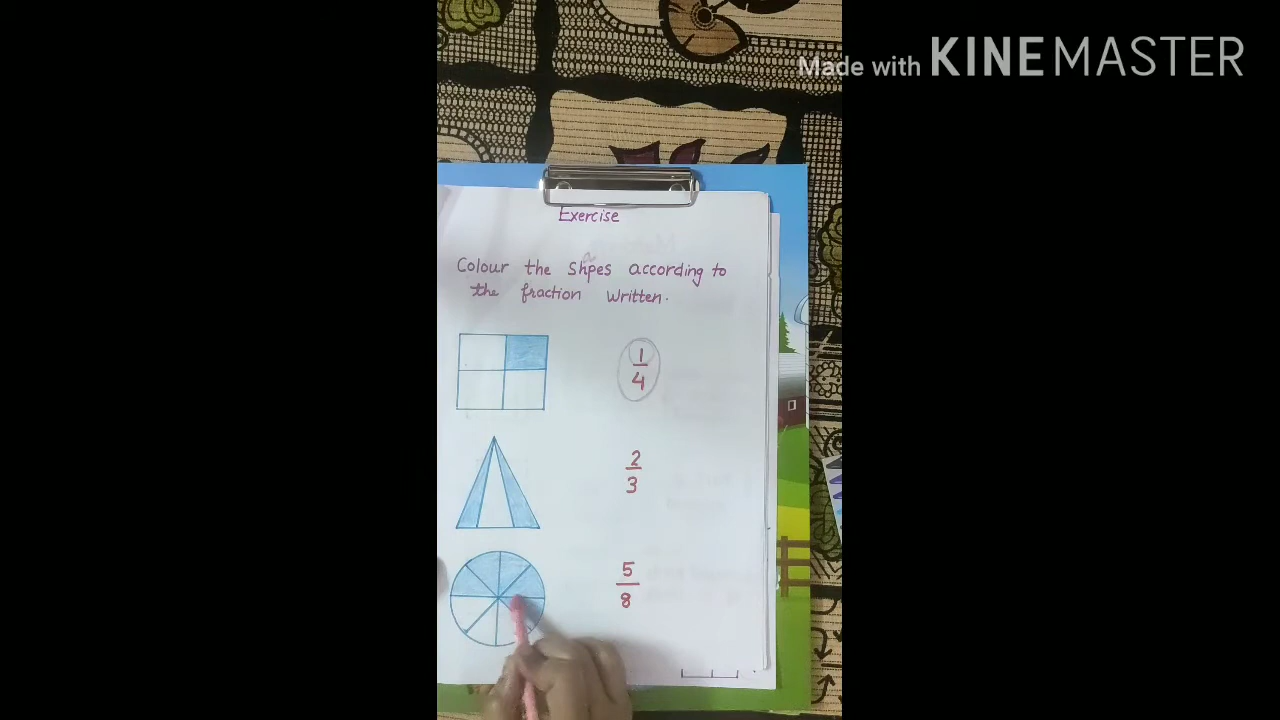 Made with KINEMASTER
Exercise
a
Colour the Shpes according to
the fraction written.
1
4
2
3
5
8